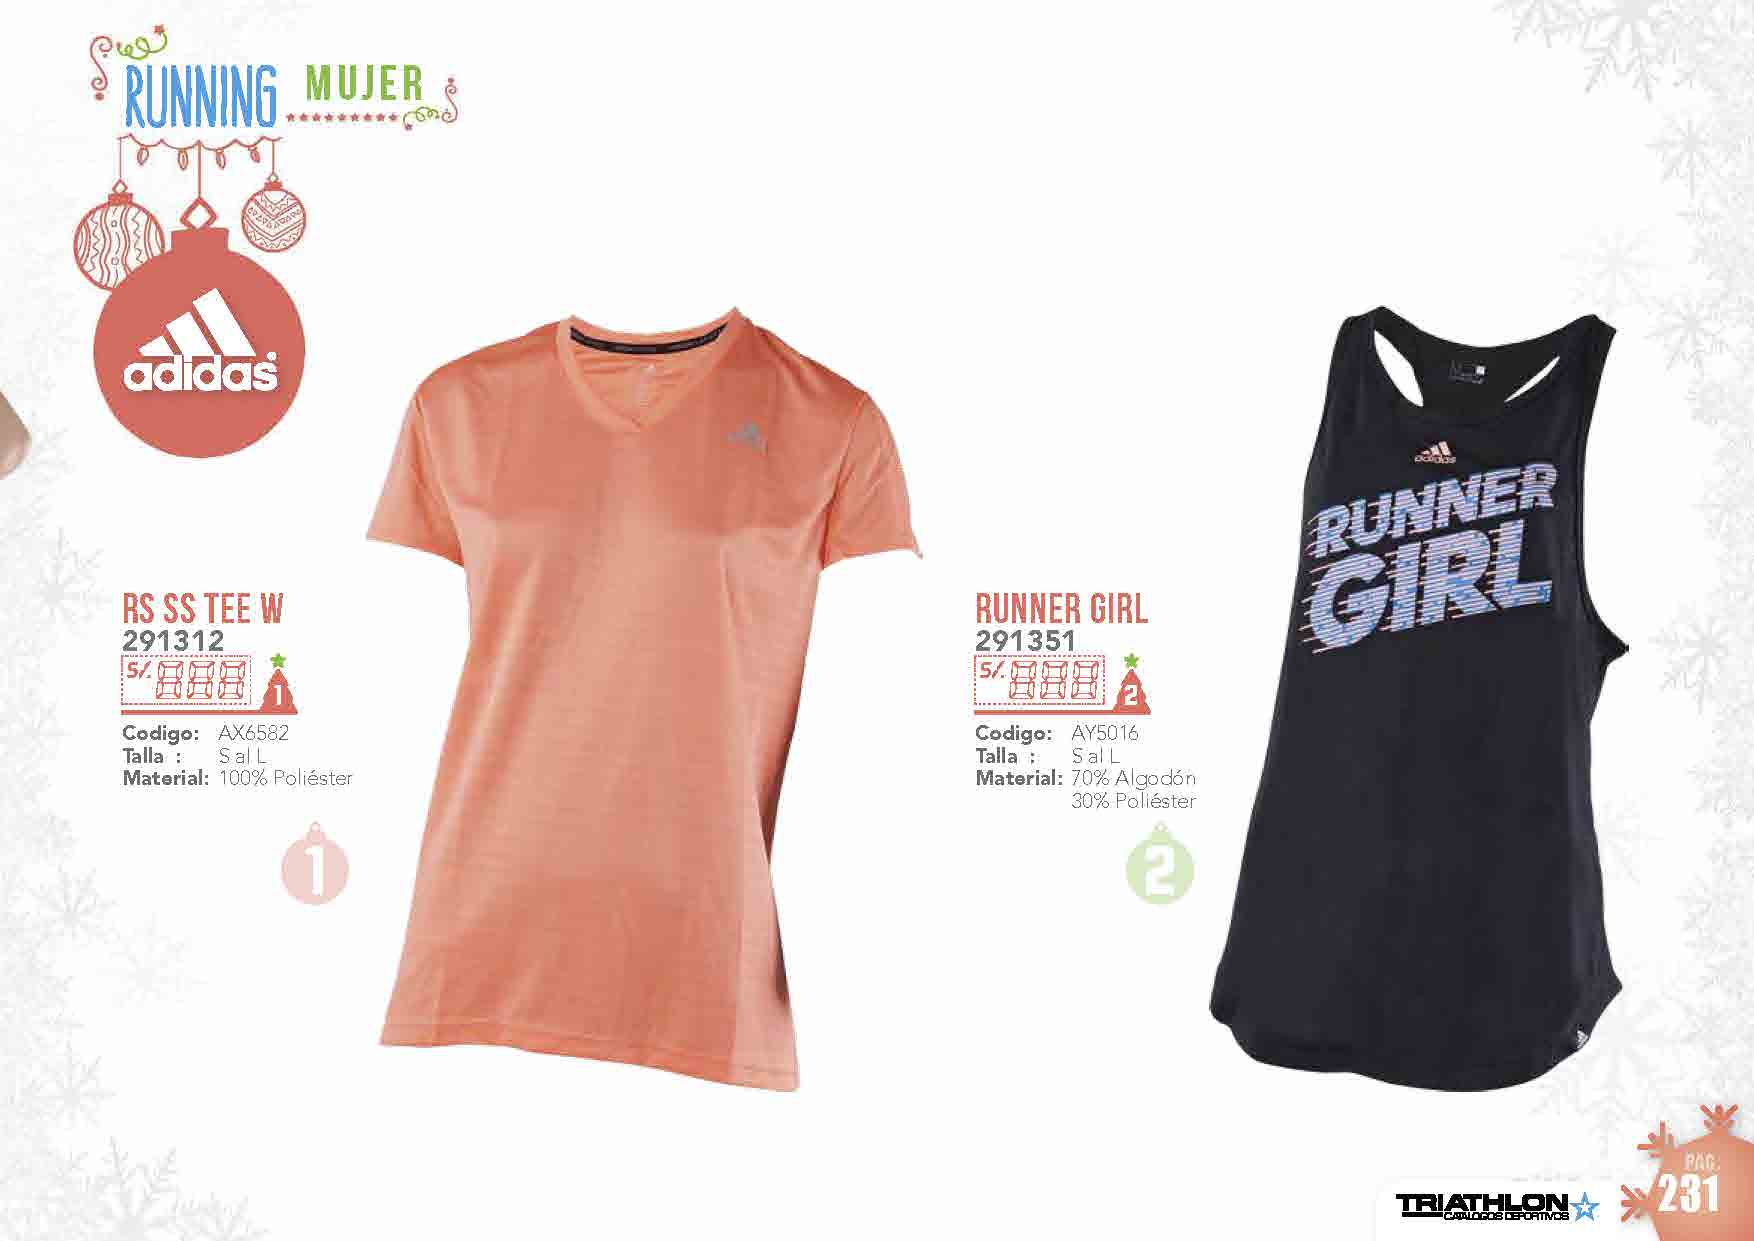 RUNNING MUJER
adidas
RS SS TEE W
291312
S/. 888
1
Codigo: AX6582
Talla : S al L
Material: 100% Poliéster
1
RUNNER GIRL
291351
S/. 888
2
Codigo: AY5016
Talla : S al L
Material: 70% Algodón
30% Poliéster
2
adidas
RUNNER
GIRL
PAG.
231
TRIATHLON
CATALOGOS DEPORTIVOS